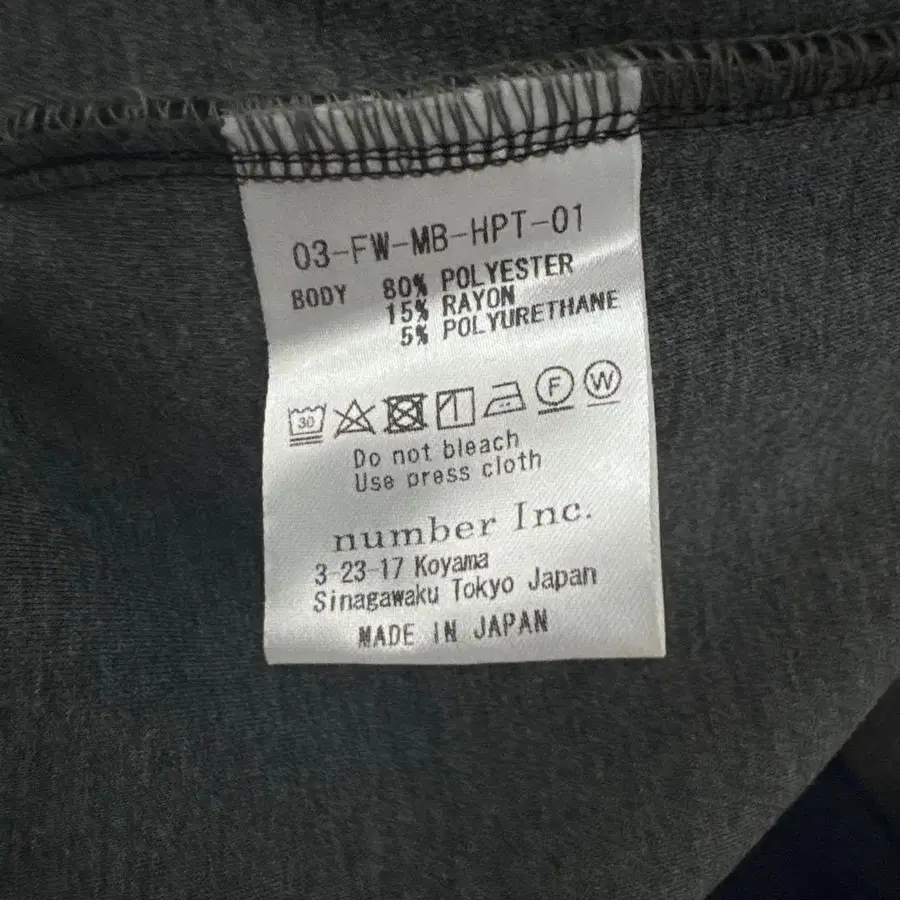 03-FW-MB-HPT-01
BODY 80% POLYESTER
15% RAYON
5% POLYURETHANE
30 F W
Do not bleach
Use press cloth
number Inc.
3-23-17 Koyama
Sinagawaku Tokyo Japan
MADE IN JAPAN